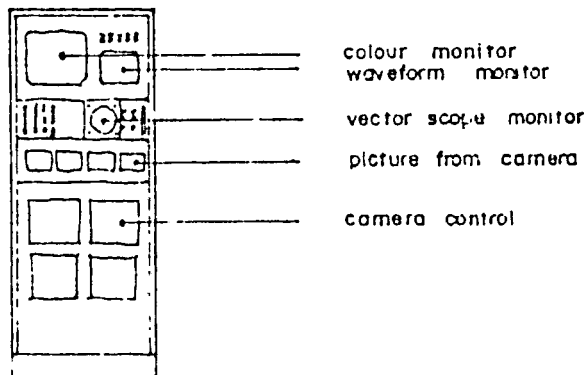 colour monitor
waveform monitor
vector scope monitor
picture from camera
camera control